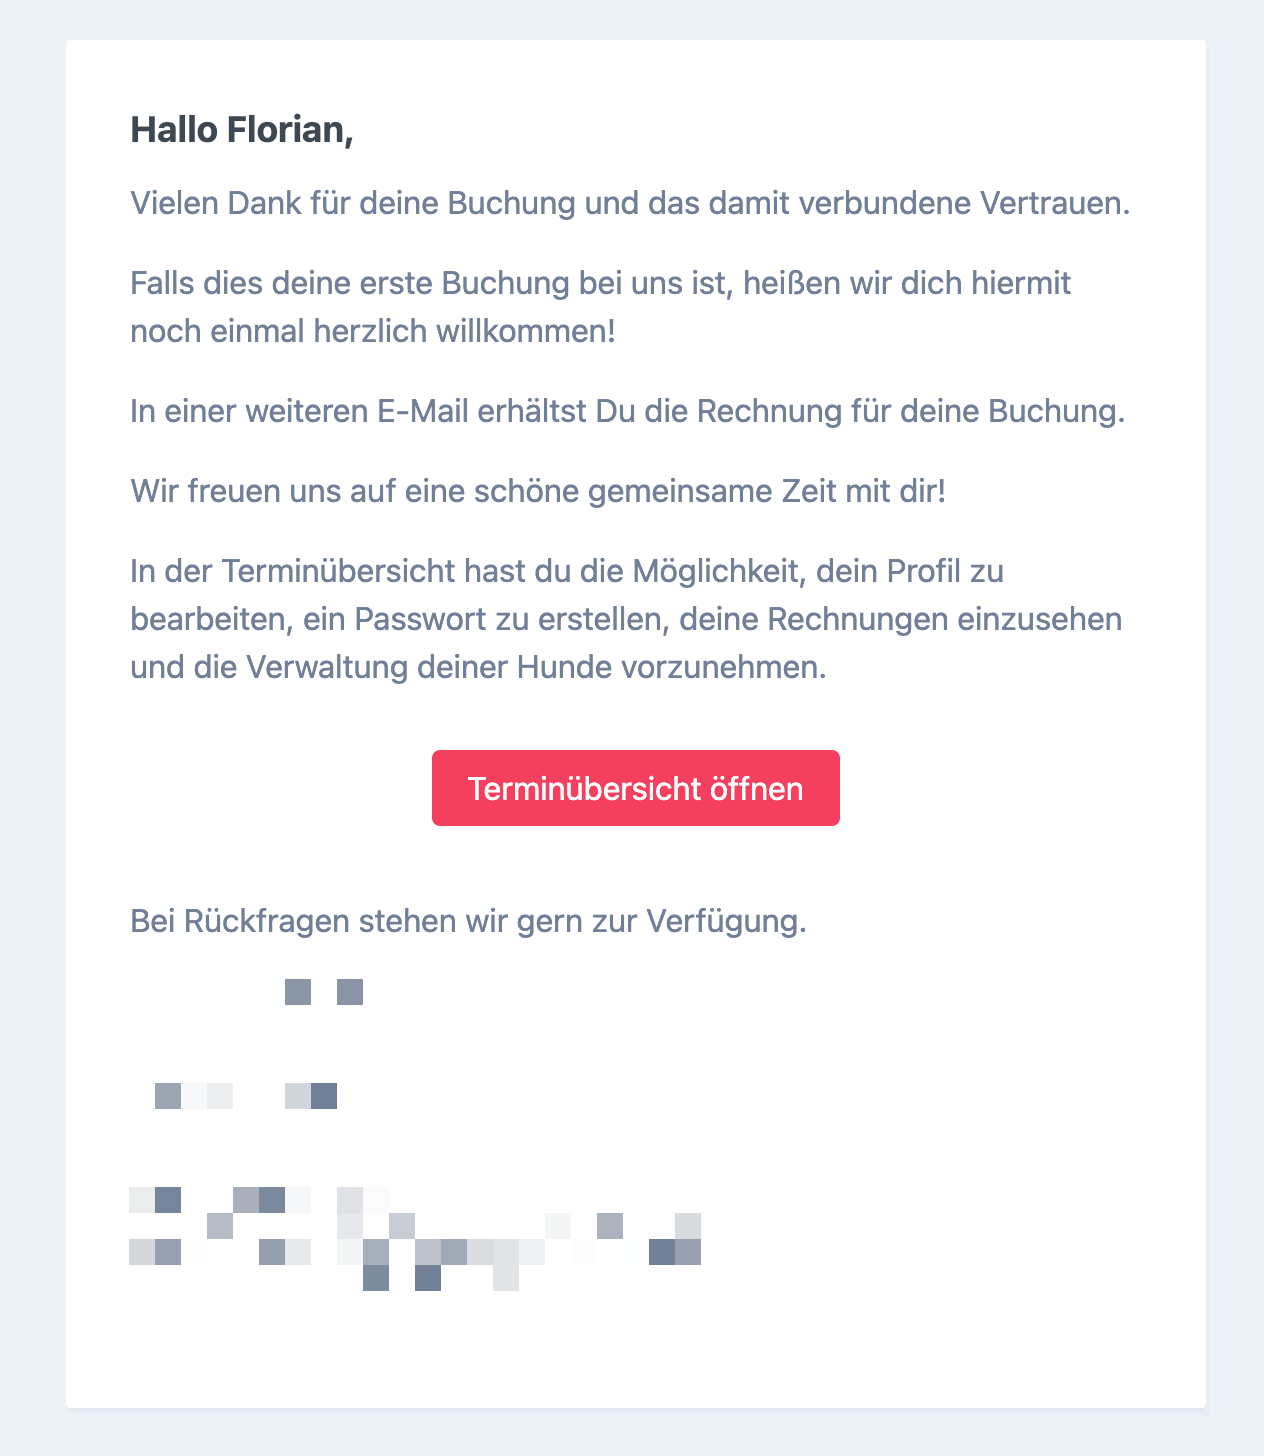 Hallo Florian,
Vielen Dank für deine Buchung und das damit verbundene Vertrauen.
Falls dies deine erste Buchung bei uns ist, heißen wir dich hiermit
noch einmal herzlich willkommen!
In einer weiteren E-Mail erhältst Du die Rechnung für deine Buchung.
Wir freuen uns auf eine schöne gemeinsame Zeit mit dir!
In der Terminübersicht hast du die Möglichkeit, dein Profil zu
bearbeiten, ein Passwort zu erstellen, deine Rechnungen einzusehen
und die Verwaltung deiner Hunde vorzunehmen.
Terminübersicht öffnen
Bei Rückfragen stehen wir gern zur Verfügung.